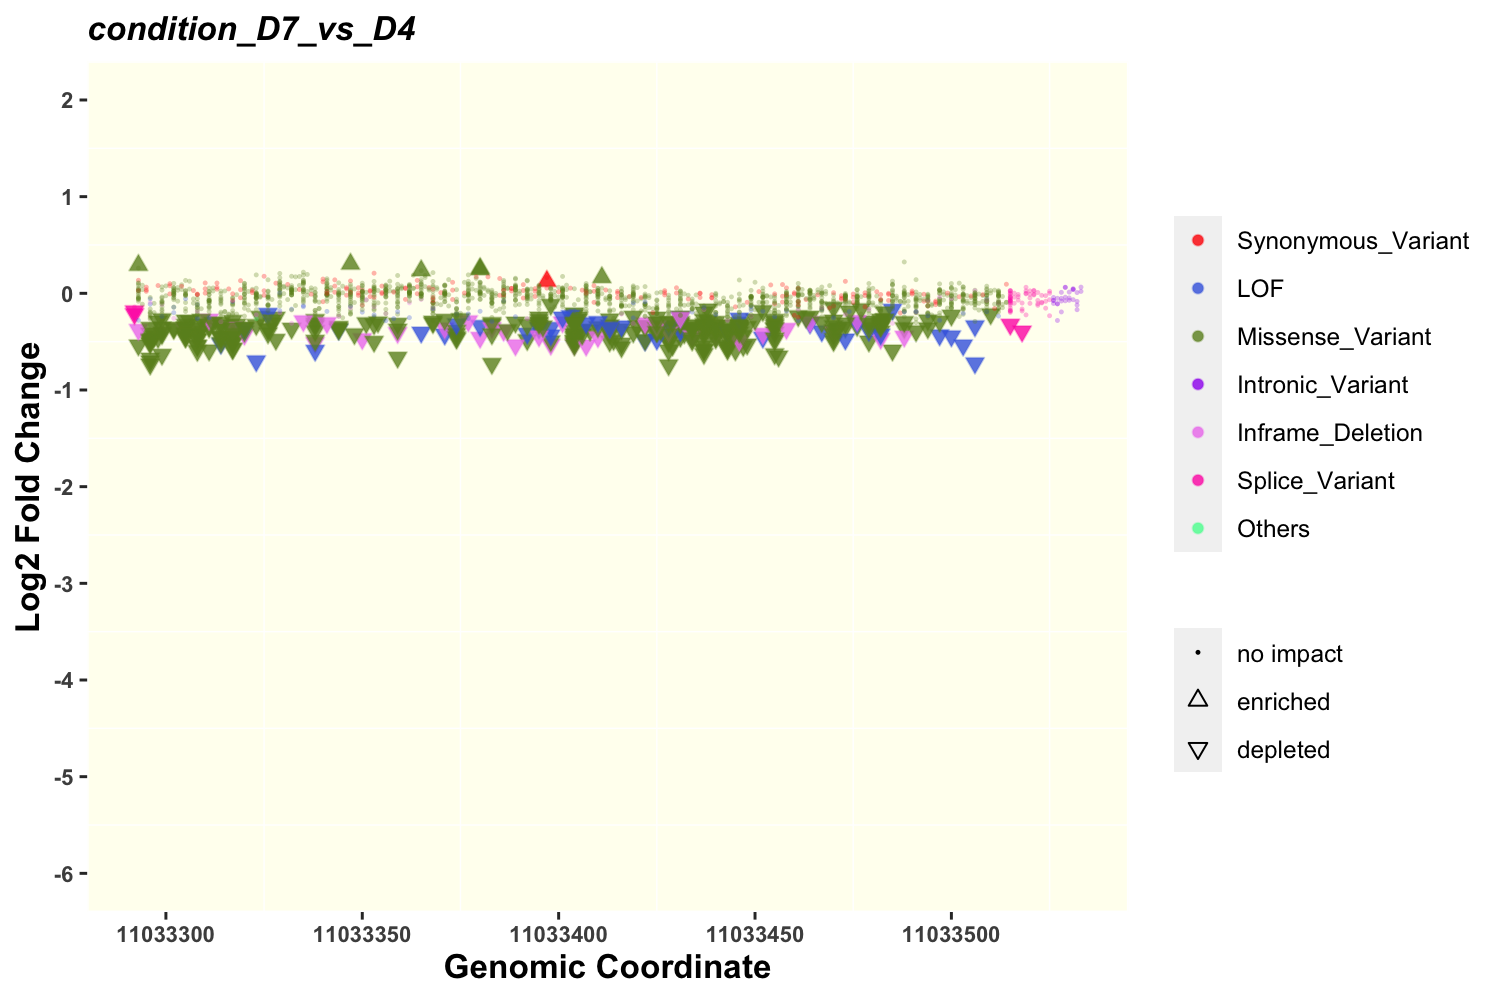 condition_D7_vs_D4
Log2 Fold Change
2
1
0
-1
-2
-3
-4
-5
-6
11033300 11033350 11033400 11033450 11033500
Genomic Coordinate
Synonymous_Variant
LOF
Missense_Variant
Intronic_Variant
Inframe_Deletion
Splice_Variant
Others
no impact
enriched
depleted